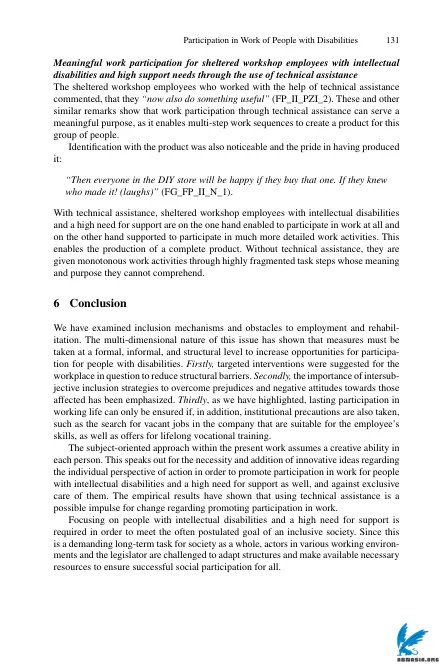 Participation in Work of People with Disabilities 131
Meaningful work participation for sheltered workshop employees with intellectual
disabilities and high support needs through the use of technical assistance
The sheltered workshop employees who worked with the help of technical assistance
commented, that they “now also do something useful” (FP_II_PZI_2). These and other
similar remarks show that work participation through technical assistance can serve a
meaningful purpose, as it enables multi-step work sequences to create a product for this
group of people.
Identification with the product was also noticeable and the pride in having produced
it:
“Then everyone in the DIY store will be happy if they buy that one. If they knew
who made it! (laughs)” (FG_FP_II_N_1).
With technical assistance, sheltered workshop employees with intellectual disabilities
and a high need for support are on the one hand enabled to participate in work at all and
on the other hand supported to participate in much more detailed work activities. This
enables the production of a complete product. Without technical assistance, they are
given monotonous work activities through highly fragmented task steps whose meaning
and purpose they cannot comprehend.
6 Conclusion
We have examined inclusion mechanisms and obstacles to employment and rehabil-
itation. The multi-dimensional nature of this issue has shown that measures must be
taken at a formal, informal, and structural level to increase opportunities for participa-
tion for people with disabilities. Firstly, targeted interventions were suggested for the
workplace in question to reduce structural barriers. Secondly, the importance of intersub-
jective inclusion strategies to overcome prejudices and negative attitudes towards those
affected has been emphasized. Thirdly, as we have highlighted, lasting participation in
working life can only be ensured if, in addition, institutional precautions are also taken,
such as the search for vacant jobs in the company that are suitable for the employee’s
skills, as well as offers for lifelong vocational training.
The subject-oriented approach within the present work assumes a creative ability in
each person. This speaks out for the necessity and addition of innovative ideas regarding
the individual perspective of action in order to promote participation in work for people
with intellectual disabilities and a high need for support as well, and against exclusive
care of them. The empirical results have shown that using technical assistance is a
possible impulse for change regarding promoting participation in work.
Focusing on people with intellectual disabilities and a high need for support is
required in order to meet the often postulated goal of an inclusive society. Since this
is a demanding long-term task for society as a whole, actors in various working environ-
ments and the legislator are challenged to adapt structures and make available necessary
resources to ensure successful social participation for all.